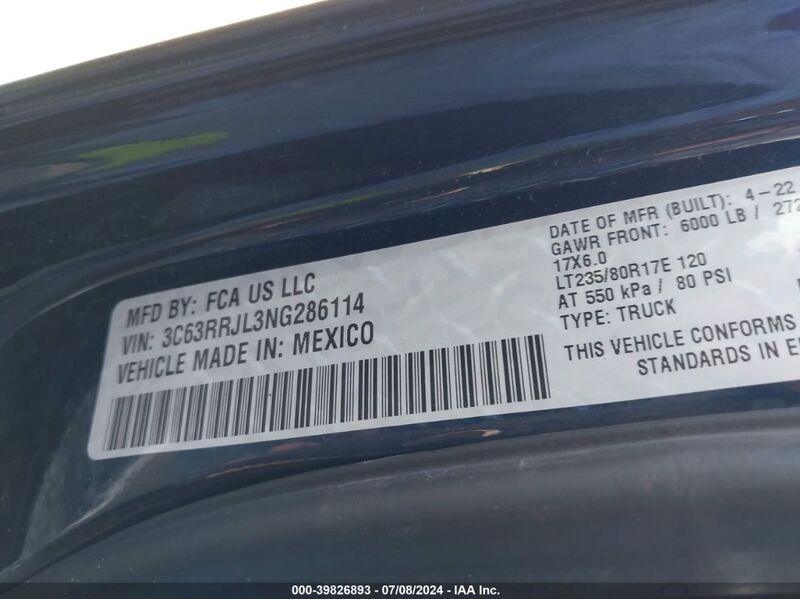 MFD BY: FCA US LLC
VIN: 3C63RRJL3NG286114
VEHICLE MADE IN: MEXICO
DATE OF MFR (BUILT): 4-22
GAWR FRONT: 6000 LB / 272
17X6.0
LT235/80R17E 120
AT 550 kPa / 80 PSI
TYPE: TRUCK
THIS VEHICLE CONFORMS
STANDARDS IN
000-39826893 / 07/08/2024 - IAA Inc.